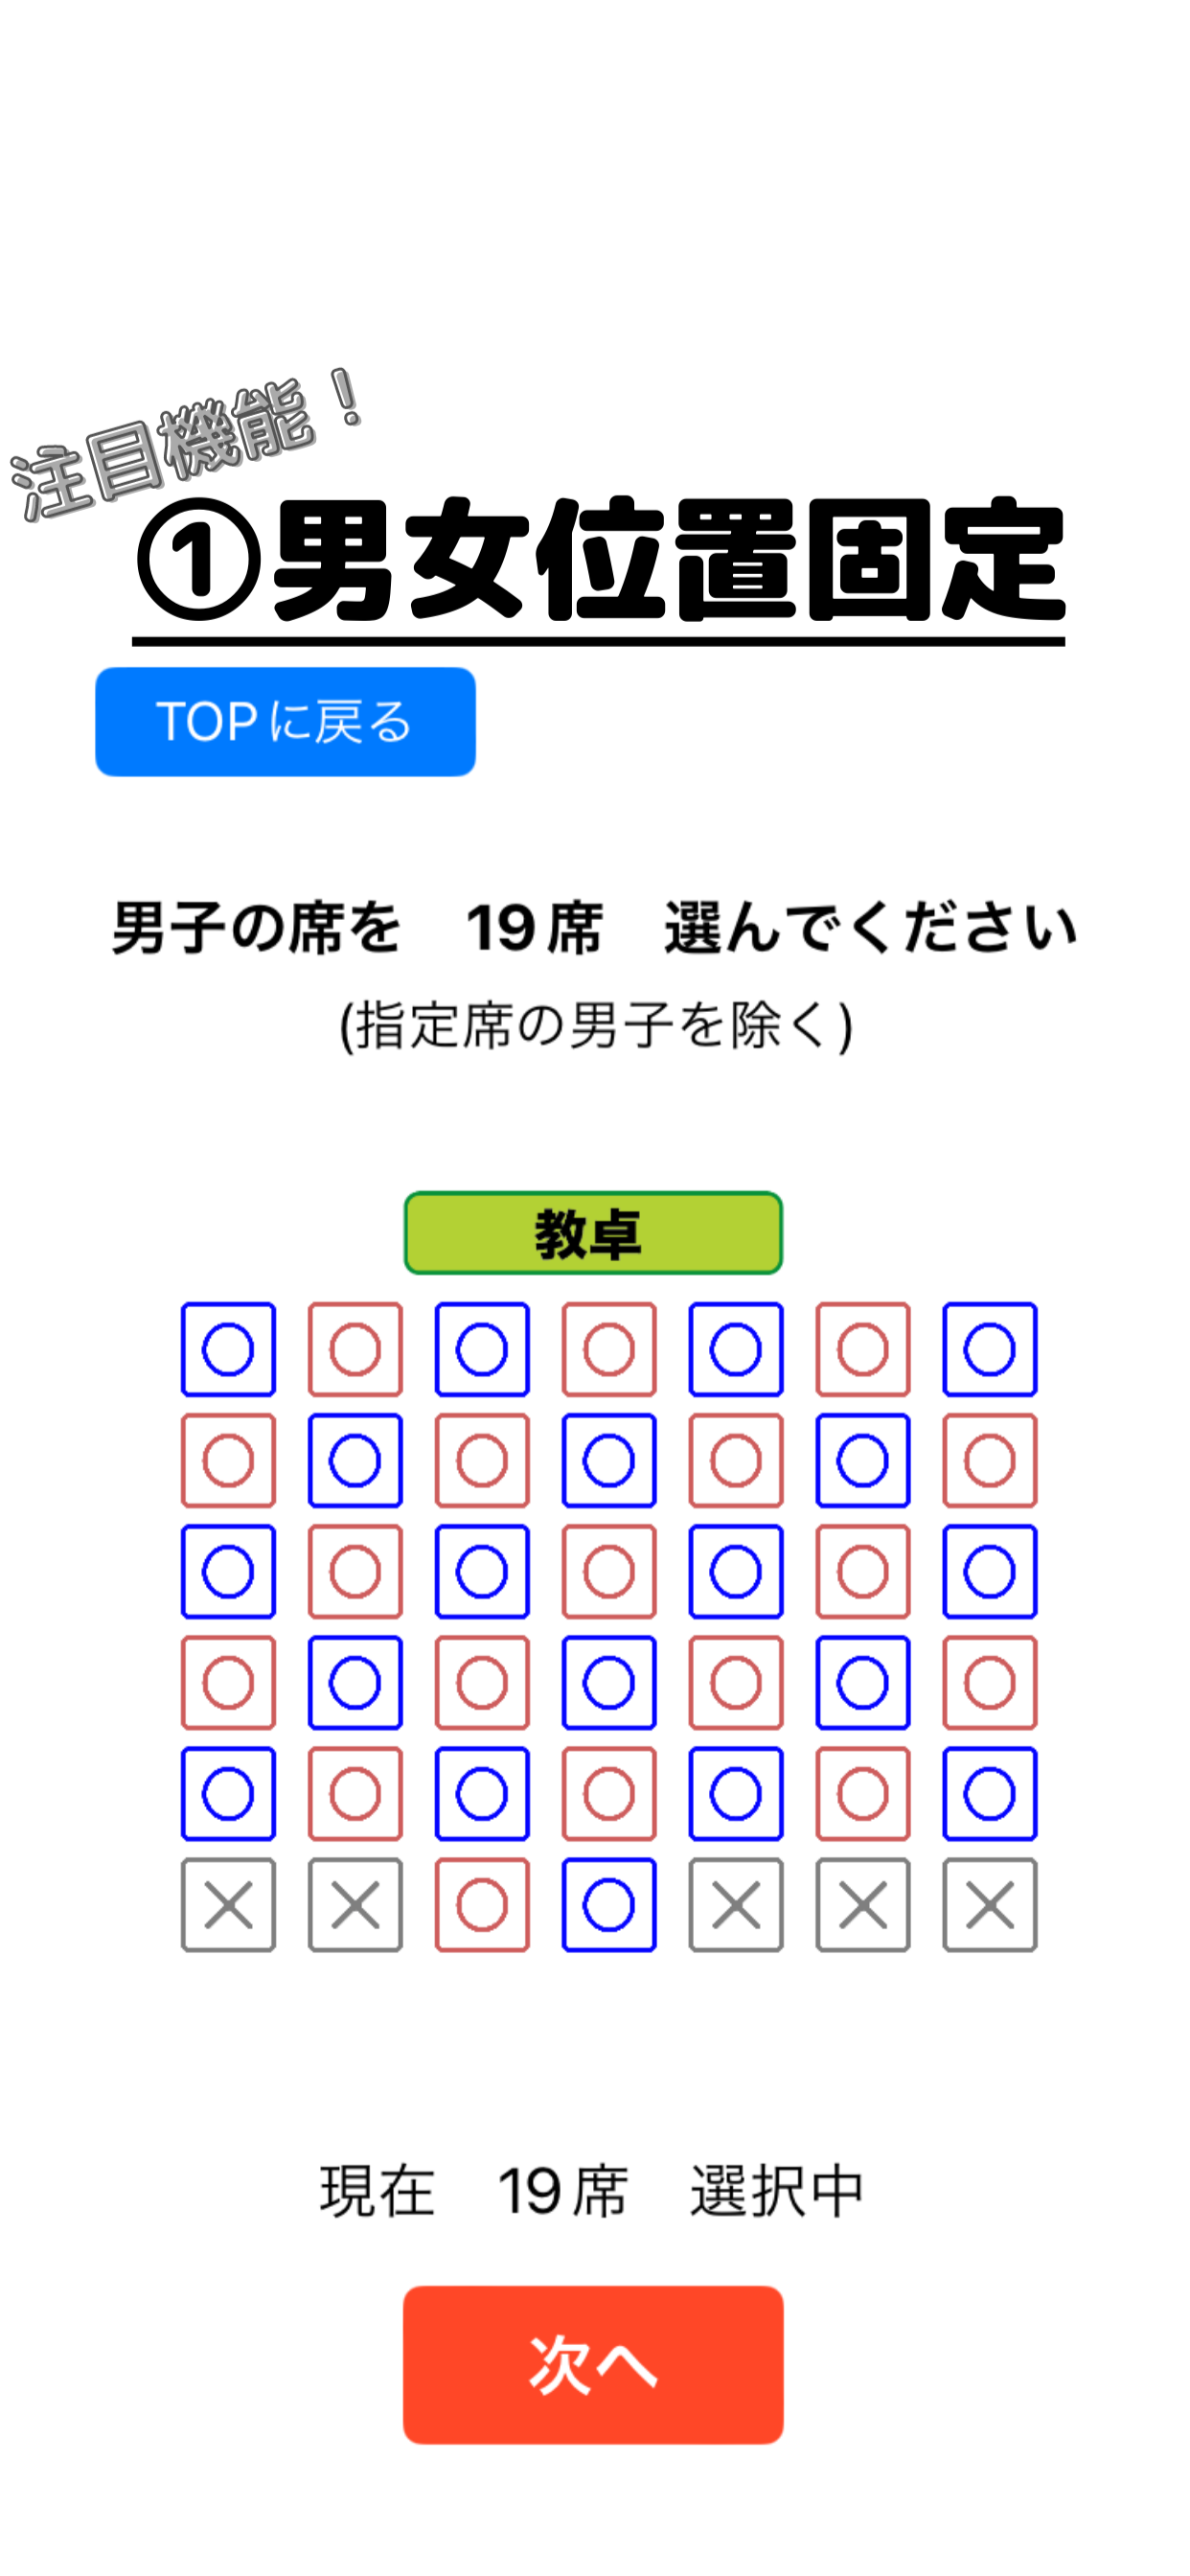 注目機能！
①男女位置固定
TOPに戻る
男子の席を　19席　選んでください
(指定席の男子を除く)
教卓
現在　19席　選択中
次へ